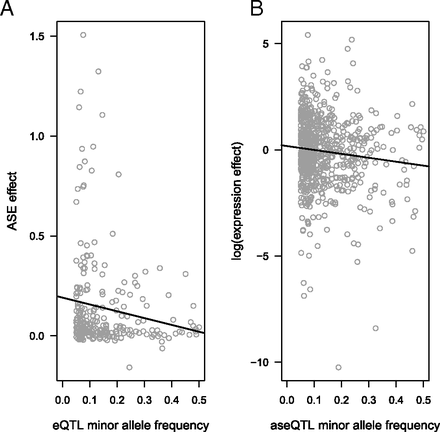 A
B
1.5
1.0
0.5
0.0
ASE effect
0.0 0.1 0.2 0.3 0.4 0.5
eQTL minor allele frequency
5
0
−5
−10
log(expression effect)
0.0 0.1 0.2 0.3 0.4 0.5
aseQTL minor allele frequency